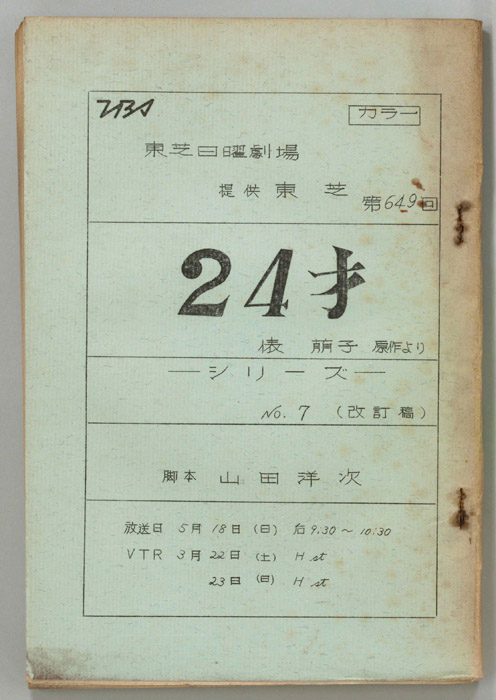 TBS
カラー
東芝日曜劇場
提供 東芝 第649回
24才
俵 萠子 原作より
―シリーズ―
No. 7 (改訂稿)
脚本 山田洋次
放送日 5月 18日 (日) 后 9.30 ~ 10:30
VTR 3月 22日 (土) H st
23日 (日) H st